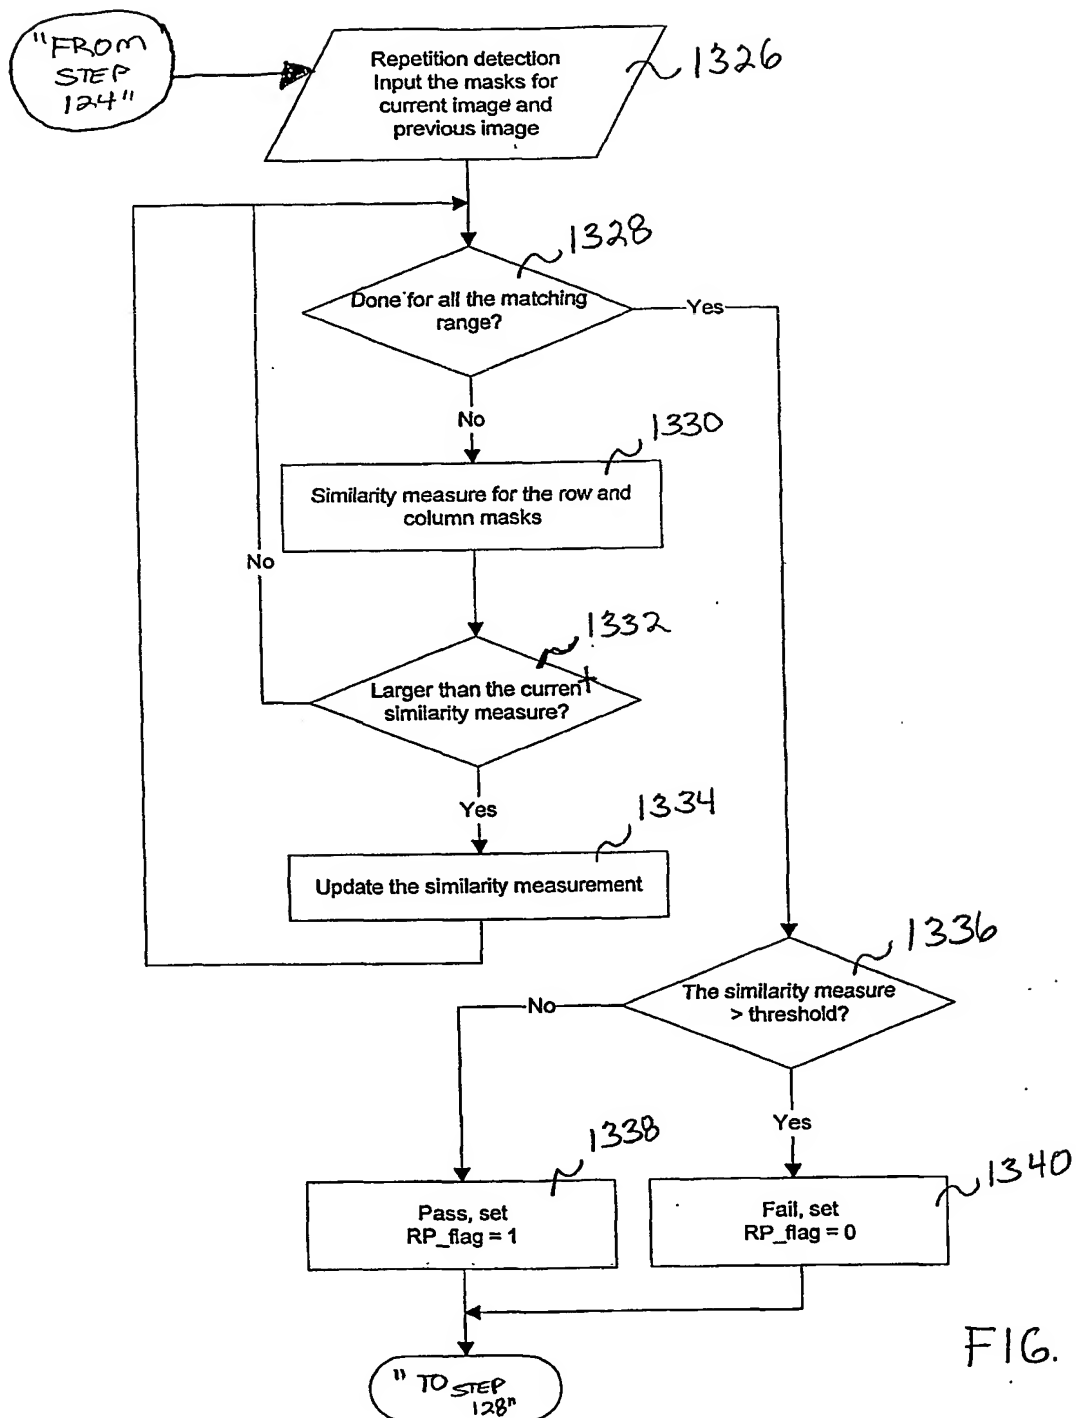 "FROM
STEP
124"
Repetition detection
Input the masks for
current image and
previous image
1326
1328
Done for all the matching
range?
Yes
No
1330
Similarity measure for the row and
column masks
No
1332
Larger than the current
similarity measure?
Yes
1334
Update the similarity measurement
1336
The similarity measure
> threshold?
No
Yes
1338
Pass, set
RP_flag = 1
1340
Fail, set
RP_flag = 0
" TO STEP
128"
FIG.